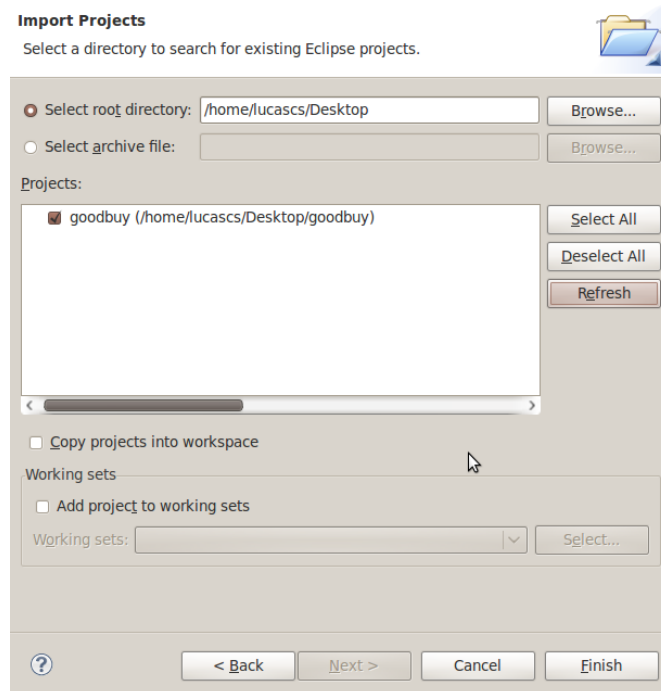 Import Projects
Select a directory to search for existing Eclipse projects.
Select root directory: /home/lucascs/Desktop Browse...
Select archive file: Browse...
Projects:
goodbuy (/home/lucascs/Desktop/goodbuy)
Select All
Deselect All
Refresh
Copy projects into workspace
Working sets
Add project to working sets
Working sets: Select...
? < Back Next > Cancel Finish